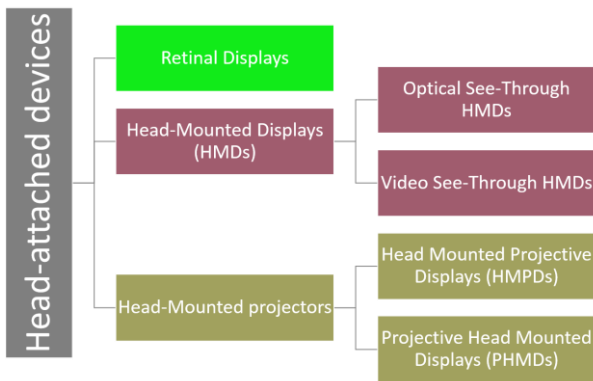 Head-attached devices
Retinal Displays
Head-Mounted Displays
(HMDs)
Optical See-Through
HMDs
Video See-Through HMDs
Head-Mounted projectors
Head Mounted Projective
Displays (HMPDs)
Projective Head Mounted
Displays (PHMDs)